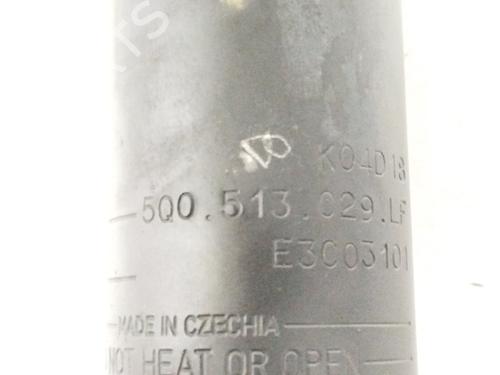 K04D18
5Q0.513.029.LF
E3C03101
MADE IN CZECHIA
NOT HEAT OR OPEN